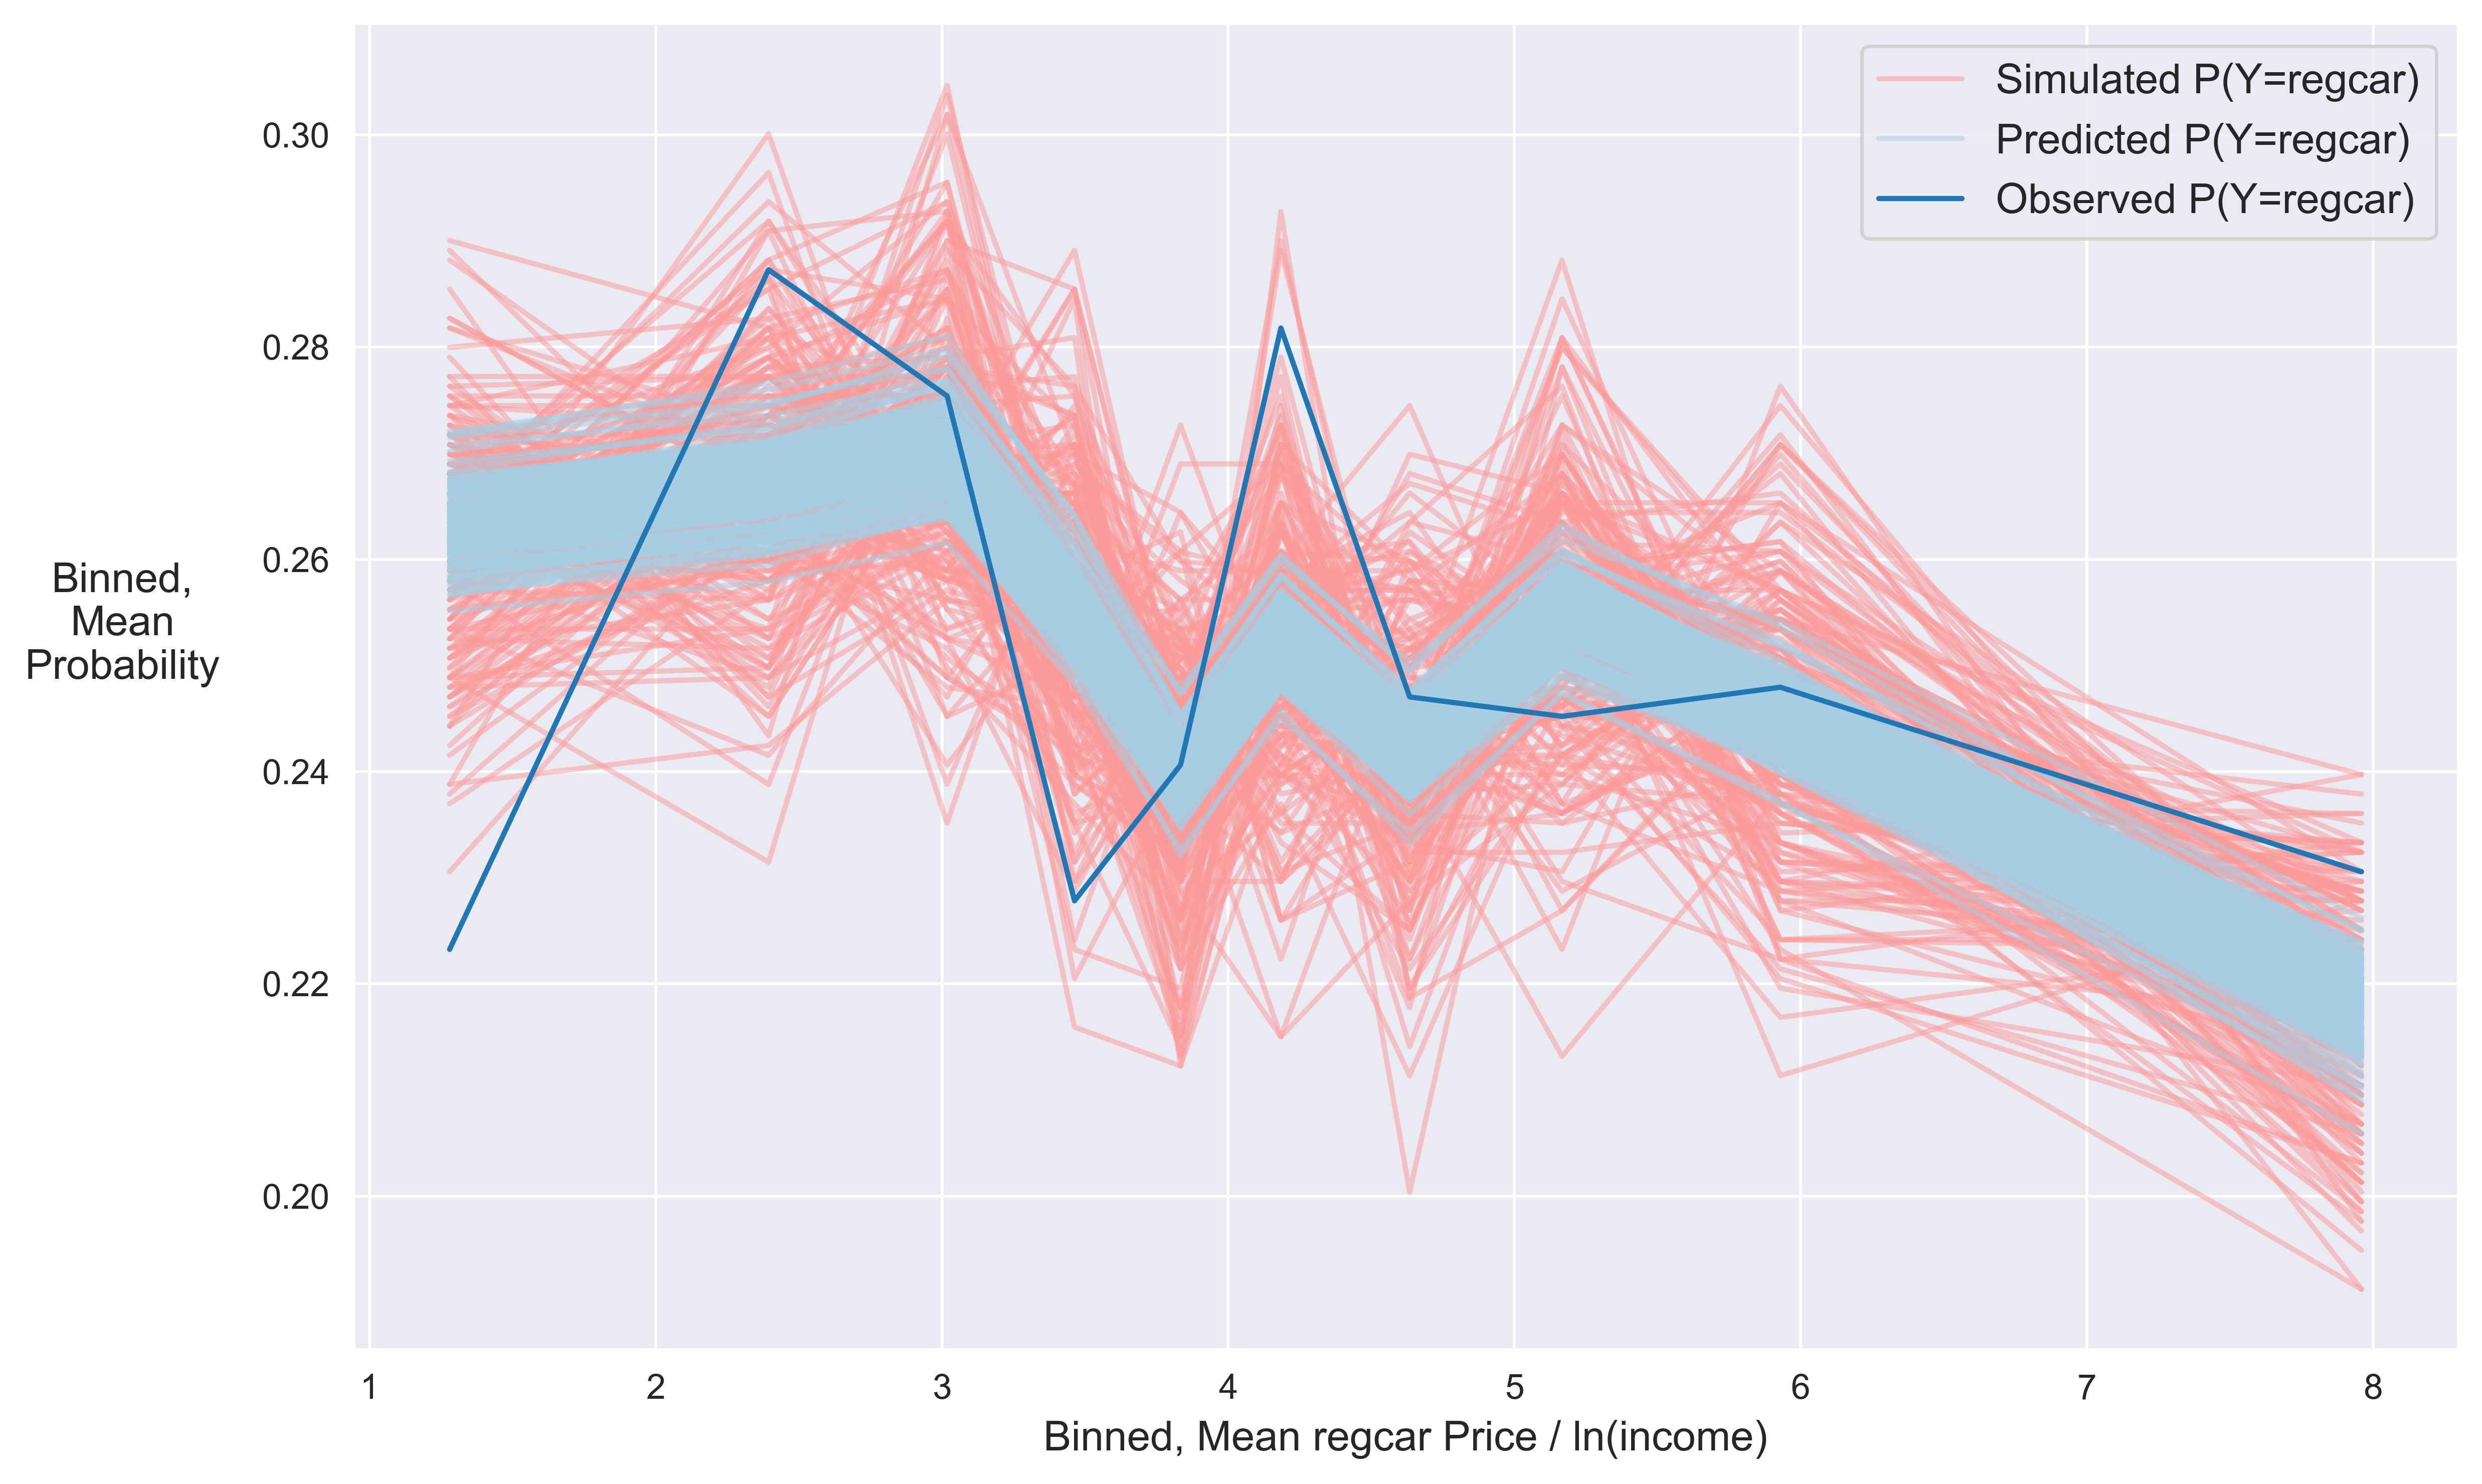 Simulated P(Y=regcar)
Predicted P(Y=regcar)
Observed P(Y=regcar)
0.30
0.28
0.26
0.24
0.22
0.20
Binned,
Mean
Probability
1 2 3 4 5 6 7 8
Binned, Mean regcar Price / ln(income)